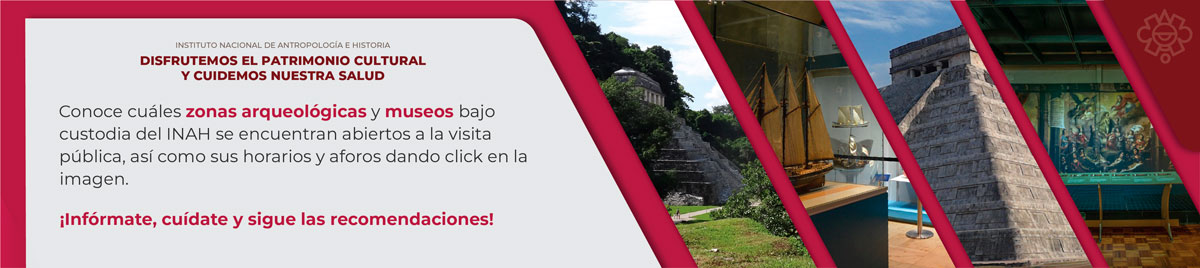 INSTITUTO NACIONAL DE ANTROPOLOGÍA E HISTORIA
DISFRUTEMOS EL PATRIMONIO CULTURAL
Y CUIDEMOS NUESTRA SALUD
Conoce cuáles zonas arqueológicas y museos bajo
custodia del INAH se encuentran abiertos a la visita
pública, así como sus horarios y aforos dando click en la
imagen.
¡Infórmate, cuídate y sigue las recomendaciones!